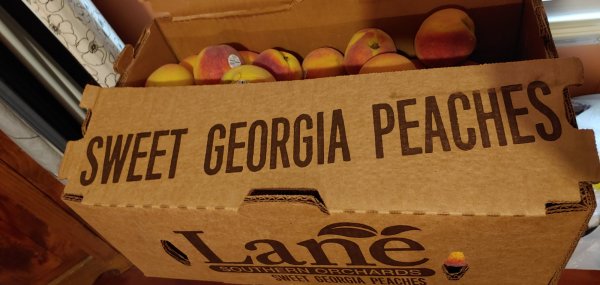 SWEET GEORGIA PEACHES
Lane
SOUTHERN ORCHARDS
SWEET GEORGIA PEACHES